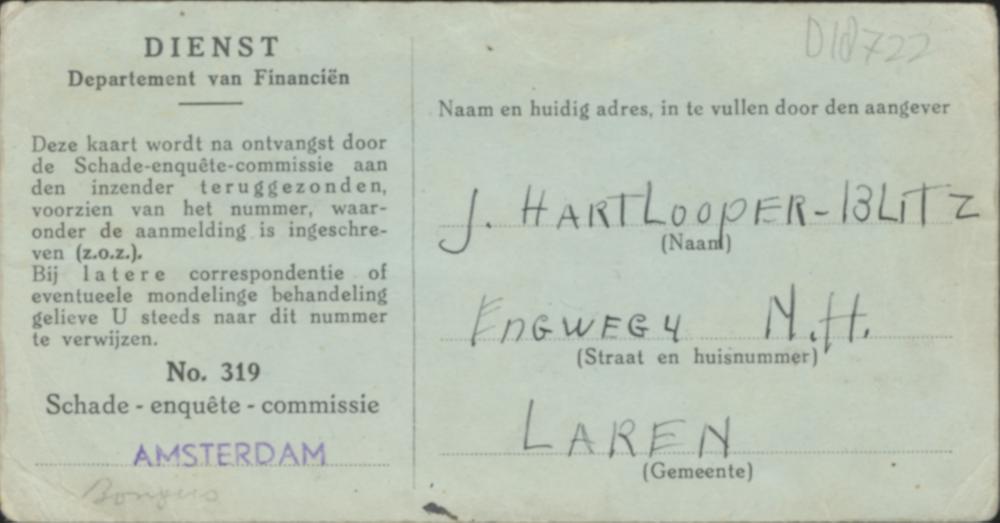 DIENST
Departement van Financiën
Deze kaart wordt na ontvangst door
de Schade-enquête-commissie aan
den inzender teruggezonden,
voorzien van het nummer, waar-
onder de aanmelding is ingeschre-
ven (z.o.z.).
Bij latere correspondentie of
eventueele mondelinge behandeling
gelieve U steeds naar dit nummer
te verwijzen.
No. 319
Schade - enquête - commissie
AMSTERDAM
D18722
Naam en huidig adres, in te vullen door den aangever
J. HARTLOOPER-BLITZ
(Naam)
ENGWEG 4 N.H.
(Straat en huisnummer)
LAREN
(Gemeente)